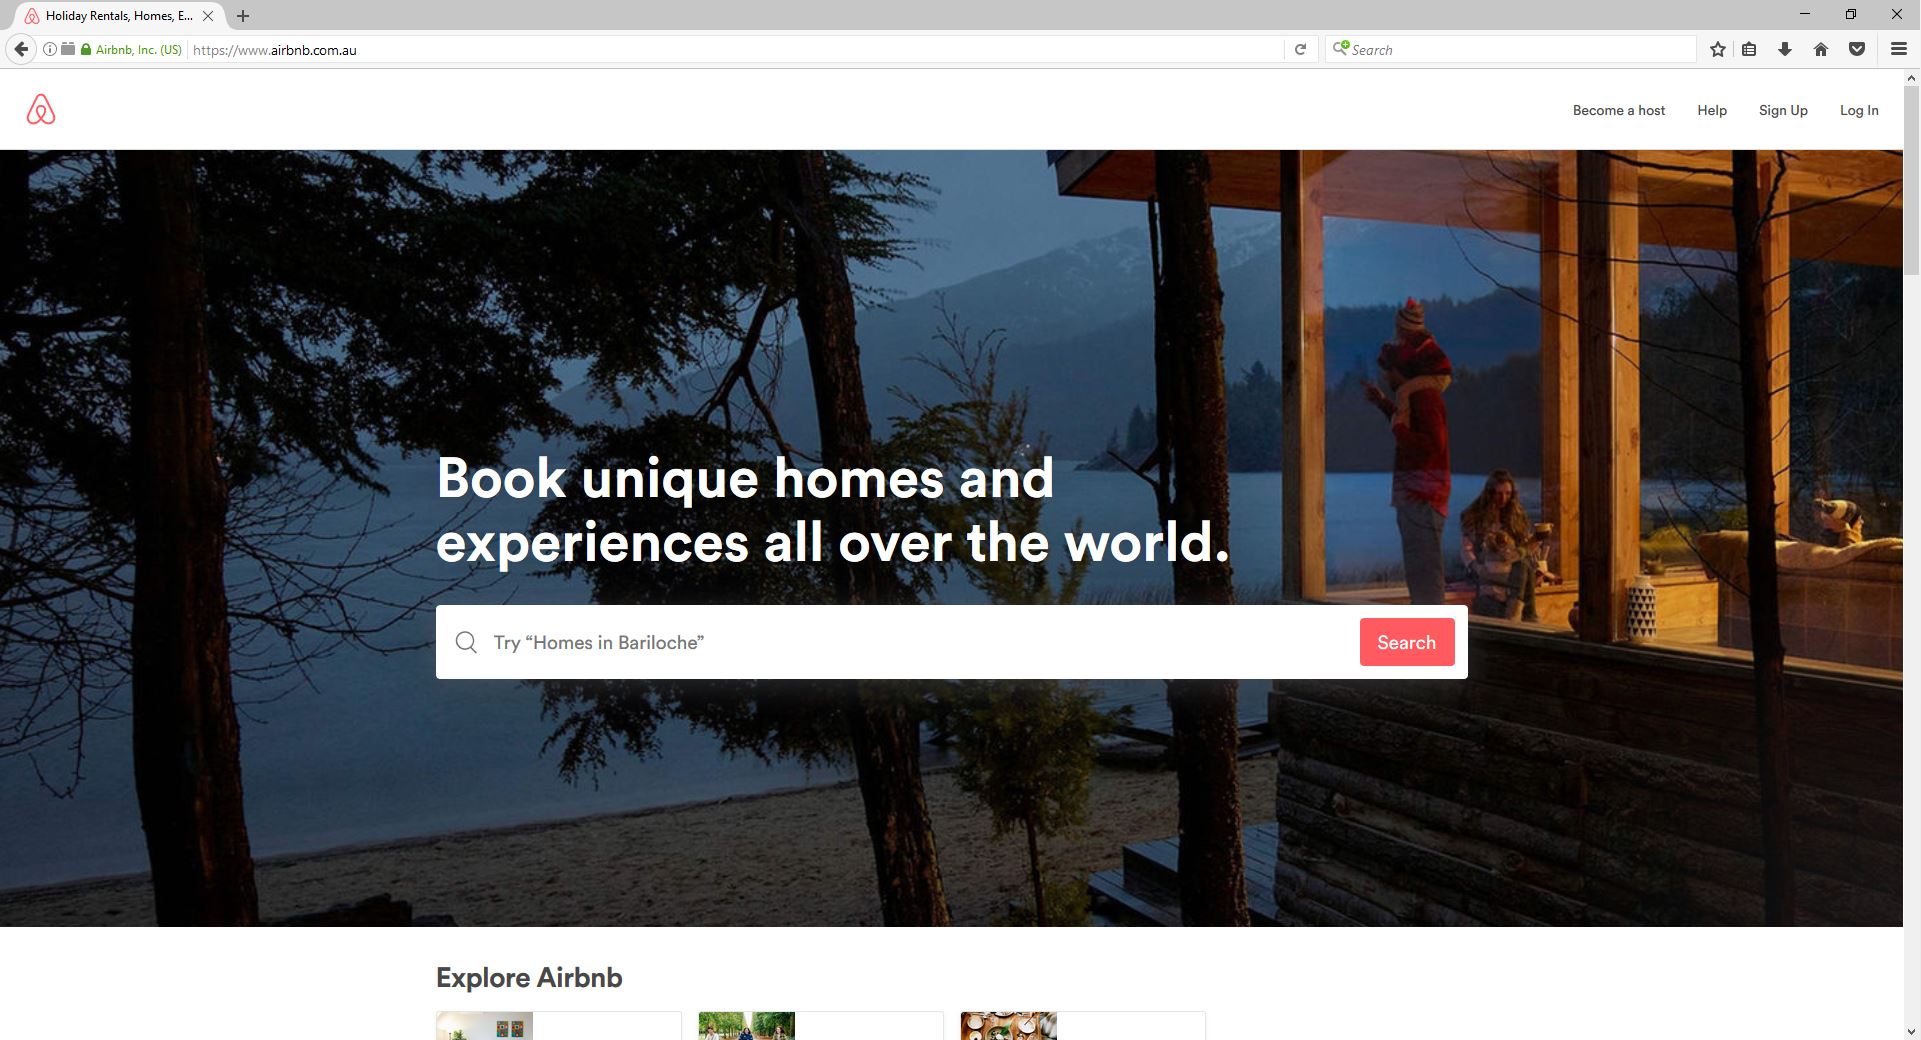 Holiday Rentals, Homes, E...
Airbnb, Inc. (US)
https://www.airbnb.com.au
Search
Become a host
Help
Sign Up
Log In
Book unique homes and
experiences all over the world.
Try “Homes in Bariloche”
Search
Explore Airbnb